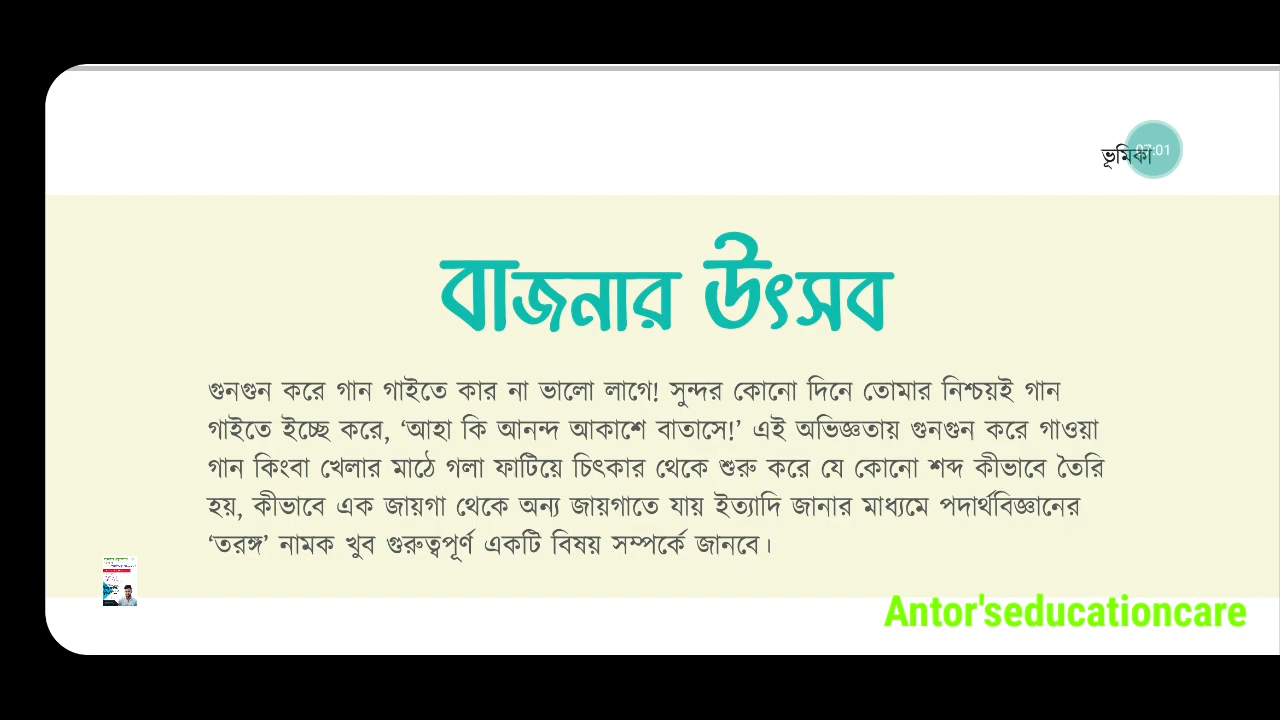 ভূমিকা
07:01
বাজনার উৎসব
গুনগুন করে গান গাইতে কার না ভালো লাগে! সুন্দর কোনো দিনে তোমার নিশ্চয়ই গান
গাইতে ইচ্ছে করে, ‘আহা কি আনন্দ আকাশে বাতাসে!’ এই অভিজ্ঞতায় গুনগুন করে গাওয়া
গান কিংবা খেলার মাঠে গলা ফাটিয়ে চিৎকার থেকে শুরু করে যে কোনো শব্দ কীভাবে তৈরি
হয়, কীভাবে এক জায়গা থেকে অন্য জায়গাতে যায় ইত্যাদি জানার মাধ্যমে পদার্থবিজ্ঞানের
‘তরঙ্গ’ নামক খুব গুরুত্বপূর্ণ একটি বিষয় সম্পর্কে জানবে।
Antor'seducationcare